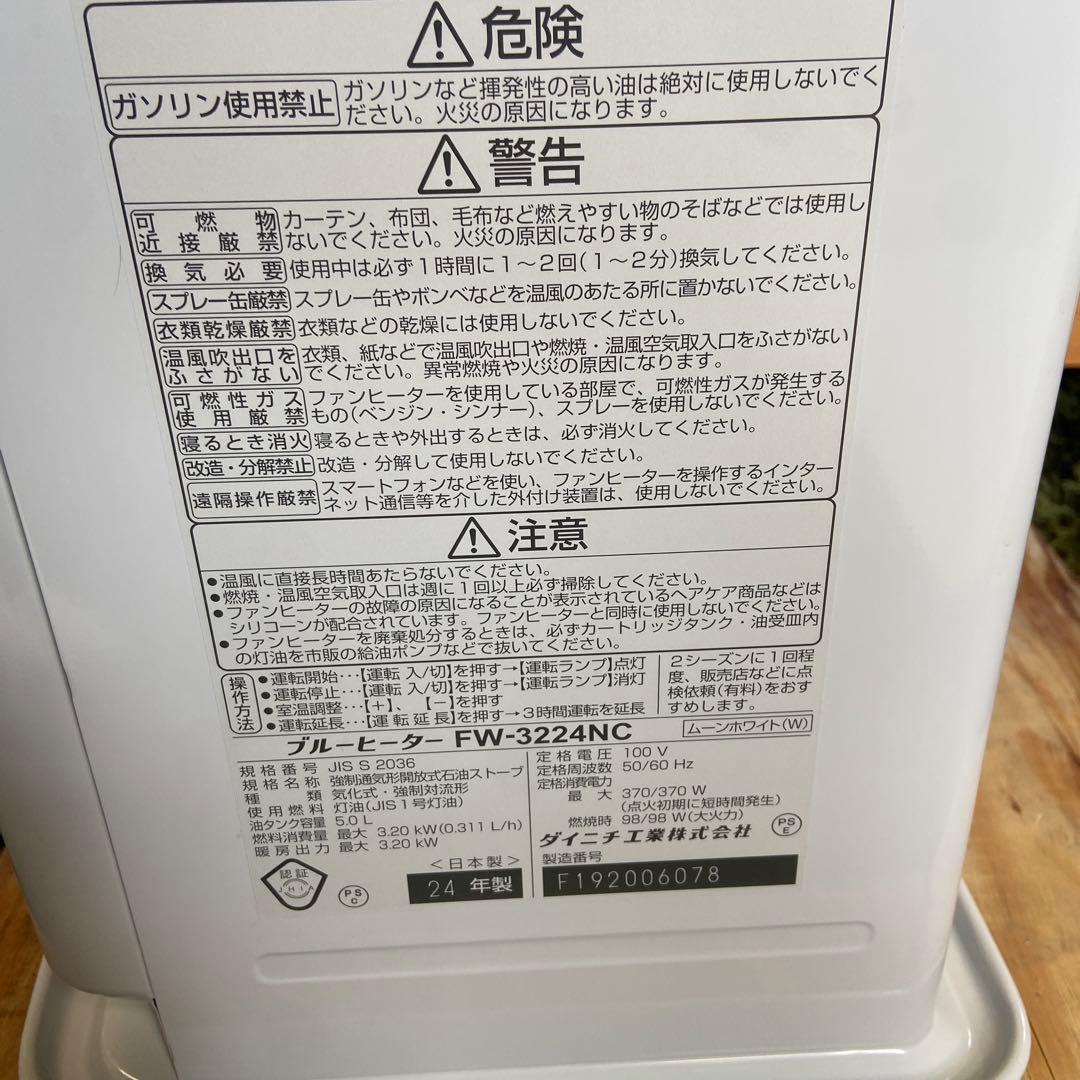 危険
ガソリン使用禁止 ガソリンなど揮発性の高い油は絶対に使用しないでく
ださい。火災の原因になります。
警告
可燃物
近接厳禁
カーテン、布団、毛布など燃えやすい物のそばなどでは使用し
ないでください。火災の原因になります。
換気必要 使用中は必ず1時間に1～2回(1～2分)換気してください。
スプレー缶厳禁 スプレー缶やボンベなどを温風のあたる所に置かないでください。
衣類乾燥厳禁 衣類などの乾燥には使用しないでください。
温風吹出口を
ふさがない
衣類、紙などで温風吹出口や燃焼・温風空気取入口をふさがない
でください。異常燃焼や火災の原因になります。
可燃性ガス
使用厳禁
ファンヒーターを使用している部屋で、可燃性ガスが発生する
もの(ベンジン・シンナー)、スプレーを使用しないでください。
寝るとき消火 寝るときや外出するときは、必ず消火してください。
改造・分解禁止 改造・分解して使用しないでください。
遠隔操作厳禁 スマートフォンなどを使い、ファンヒーターを操作するインター
ネット通信等を介した外付け装置は、使用しないでください。
注意
●温風に直接長時間あたらないでください。
●燃焼・温風空気取入口は週に1回以上必ず掃除してください。
●ファンヒーターの故障の原因になることが表示されているヘアケア商品などは
シリコーンが配合されています。ファンヒーターと同時に使用しないでください。
●ファンヒーターを廃棄処分するときは、必ずカートリッジタンク・油受皿内
の灯油を市販の給油ポンプなどで抜いてください。
操作方法
●運転開始･･･【運転 入/切】を押す→【運転ランプ】点灯
●運転停止･･･【運転 入/切】を押す→【運転ランプ】消灯
●室温調整･･･【+】、【−】を押す
●運転延長･･･【運転延長】を押す→3時間運転を延長
2シーズンに1回程
度、販売店などに点
検依頼(有料)をおす
すめします。
ブルーヒーター FW-3224NC
ムーンホワイト(W)
規格番号 JIS S 2036
規格名称 強制通気形開放式石油ストーブ
種類 気化式・強制対流形
使用燃料 灯油(JIS1号灯油)
油タンク容量 5.0 L
燃料消費量 最大 3.20 kW(0.311 L/h)
暖房出力 最大 3.20 kW
定格電圧 100 V
定格周波数 50/60 Hz
定格消費電力
最大 370/370 W
(点火初期に短時間発生)
燃焼時 98/98 W(大火力)
ダイニチ工業株式会社
PS
E
認証
JHIA
PS
C
<日本製>
24 年製
製造番号
F192006078